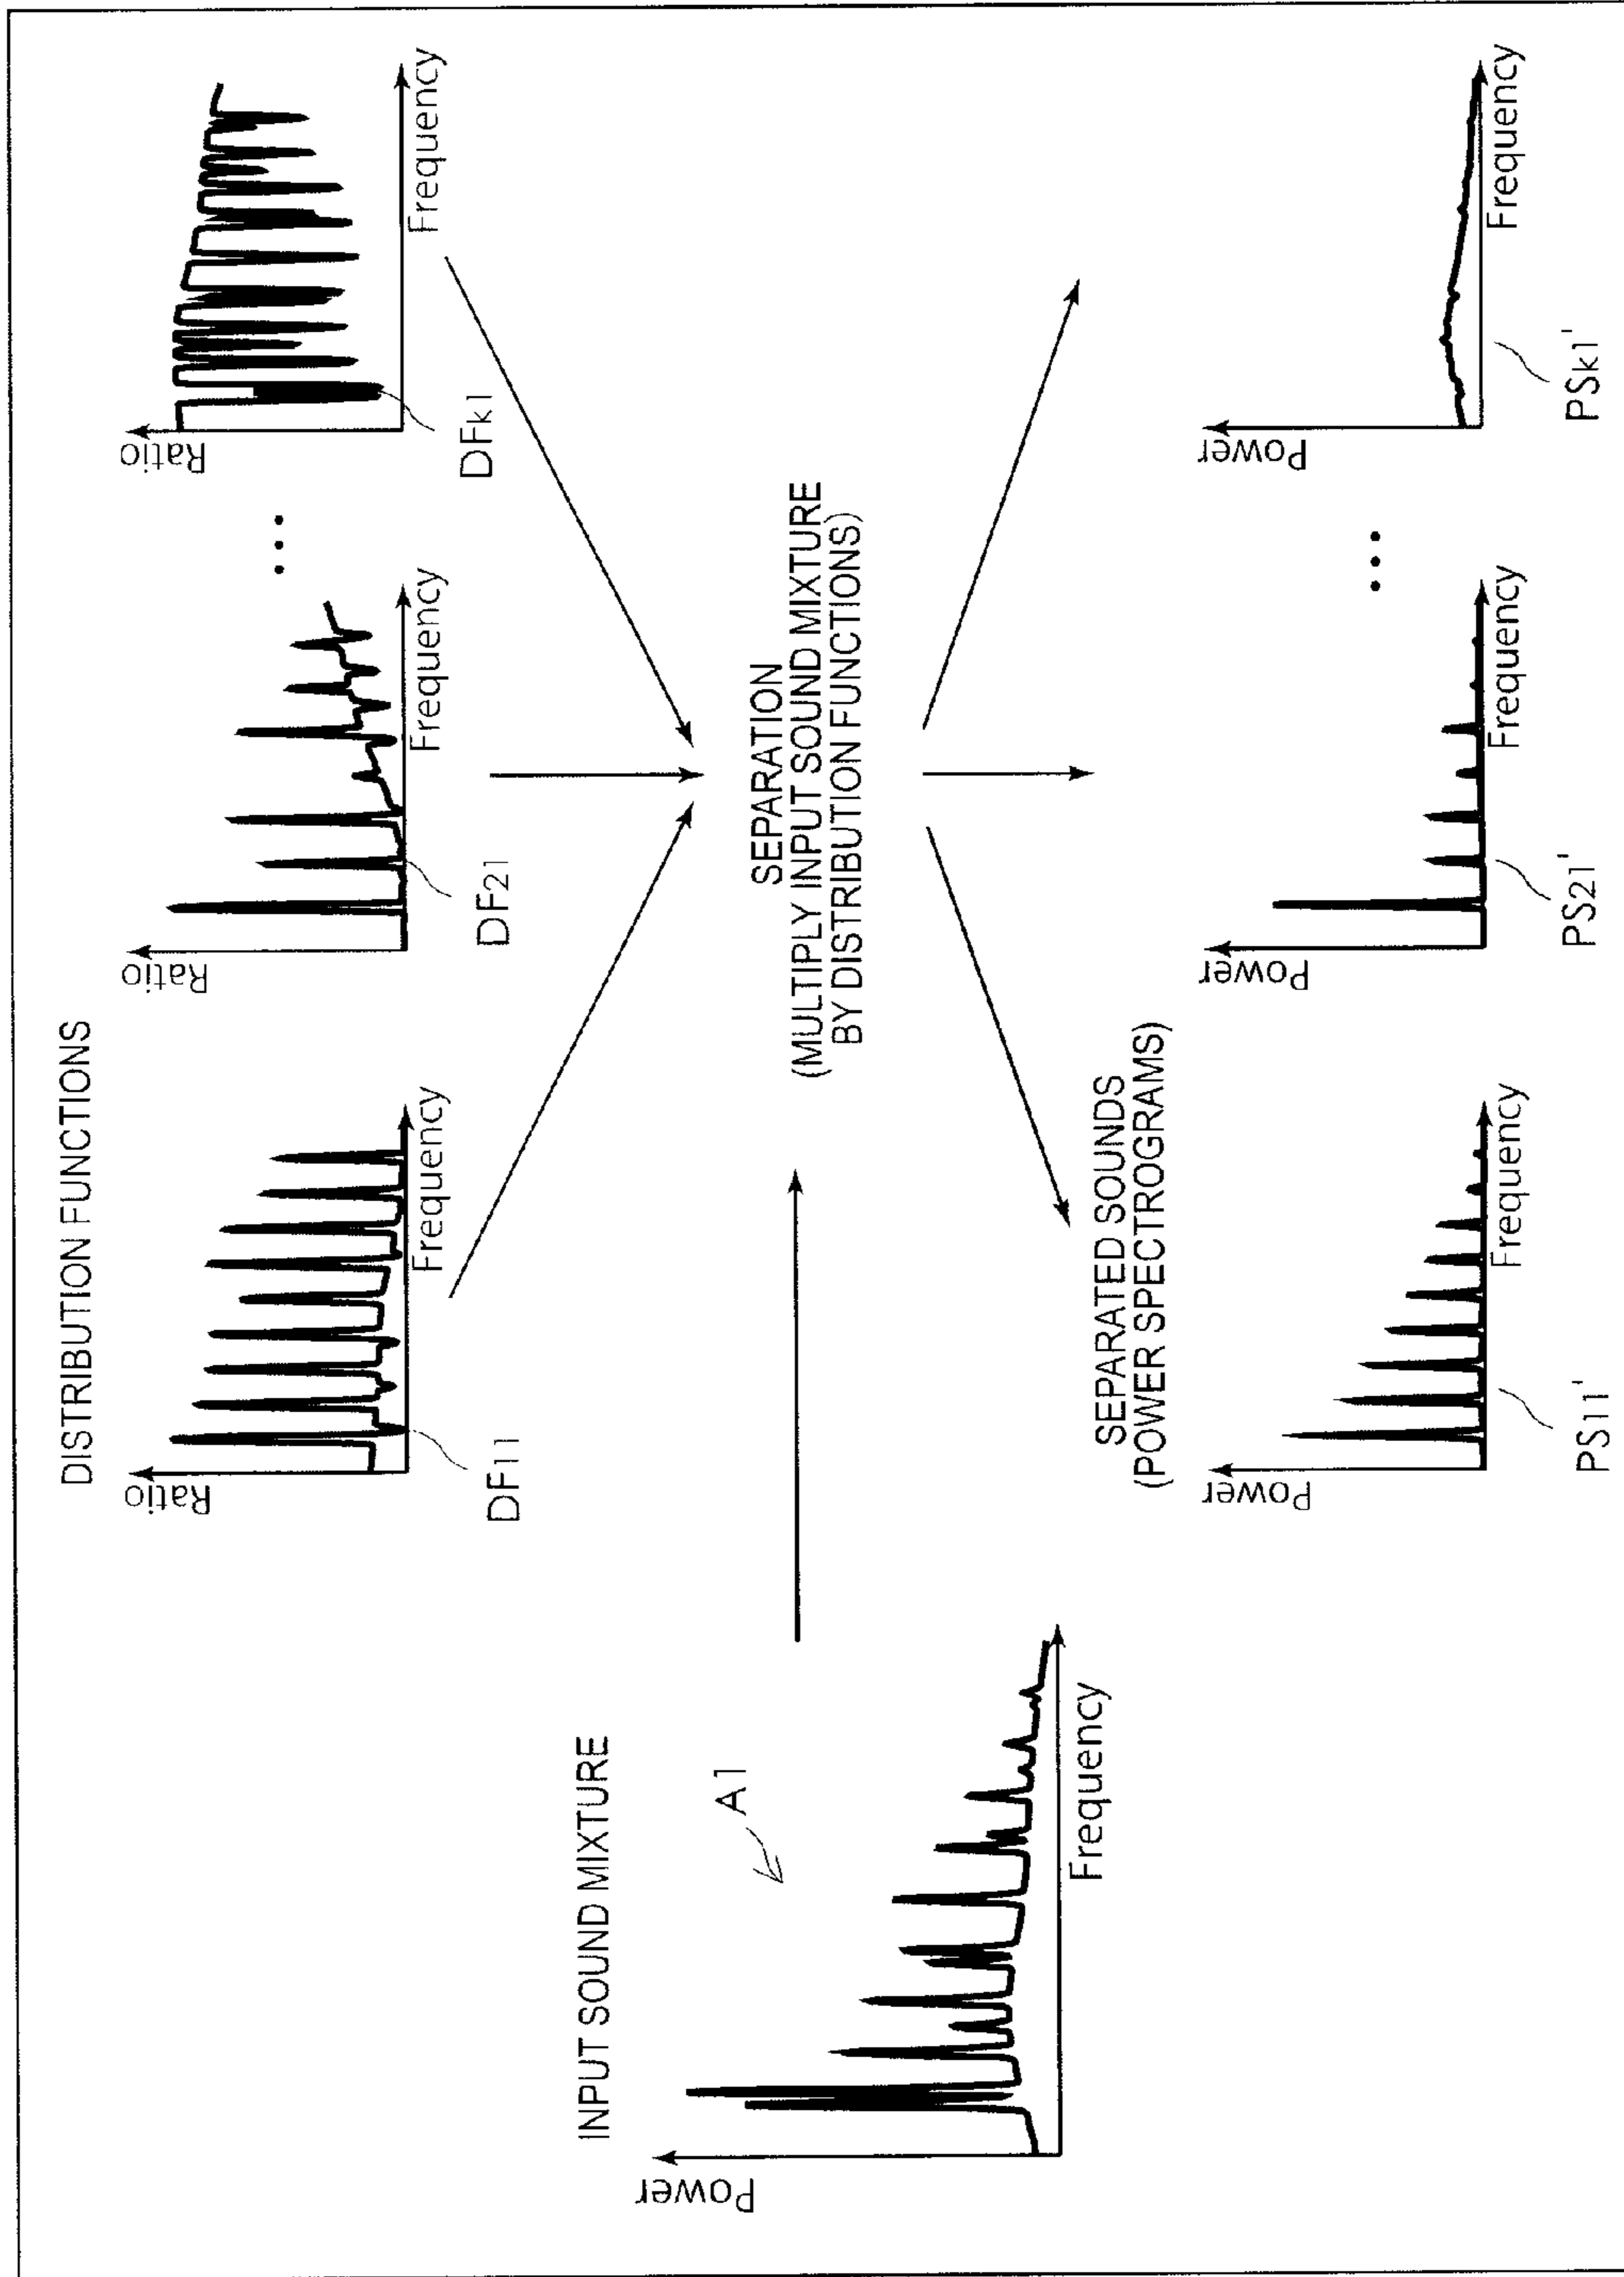 DISTRIBUTION FUNCTIONS
Ratio
Frequency
DF11
Ratio
Frequency
DF21
...
Ratio
Frequency
DFk1
INPUT SOUND MIXTURE
Power
A1
Frequency
SEPARATION
(MULTIPLY INPUT SOUND MIXTURE
BY DISTRIBUTION FUNCTIONS)
SEPARATED SOUNDS
(POWER SPECTROGRAMS)
Power
Frequency
PS11'
Power
Frequency
PS21'
...
Power
Frequency
PSk1'